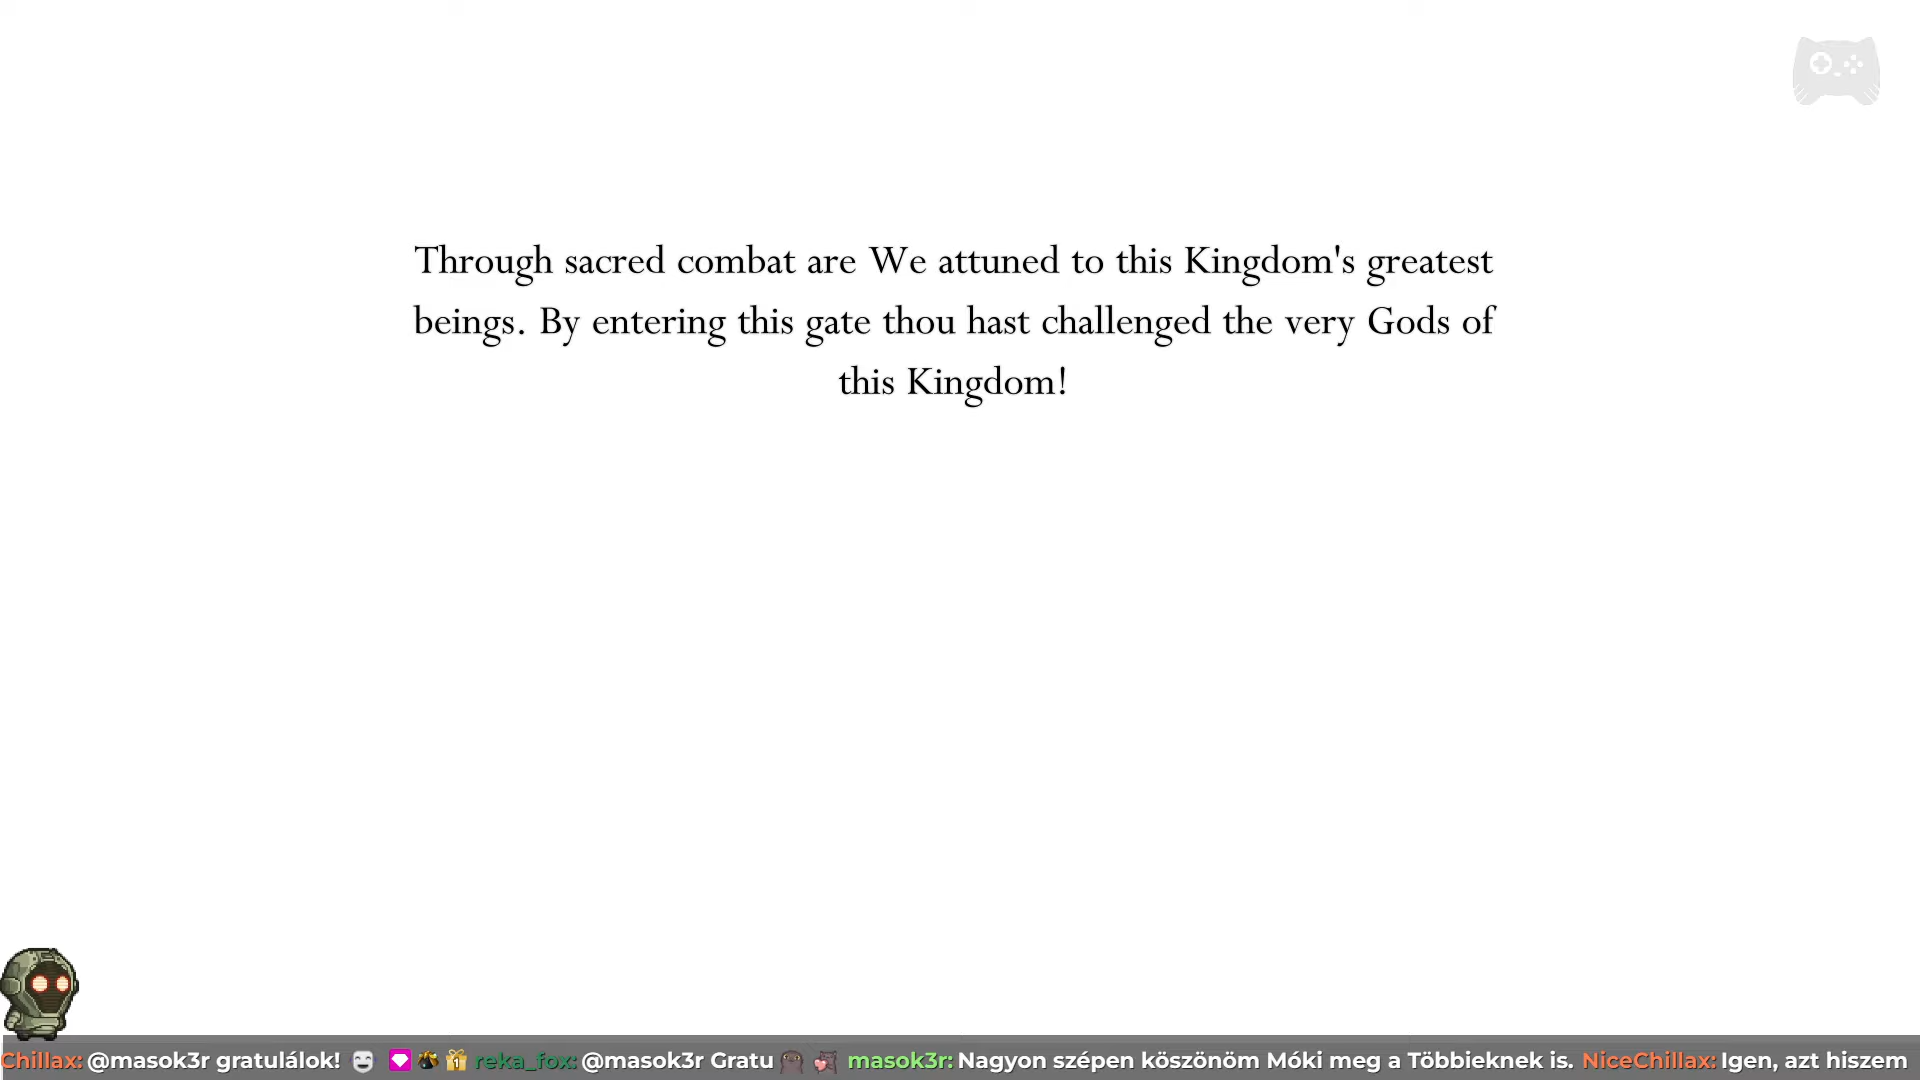 Through sacred combat are We attuned to this Kingdom's greatest
beings. By entering this gate thou hast challenged the very Gods of
this Kingdom!
Chillax: @masok3r gratulálok! reka_fox: @masok3r Gratu masok3r: Nagyon szépen köszönöm Móki meg a Többieknek is. NiceChillax: Igen, azt hiszem